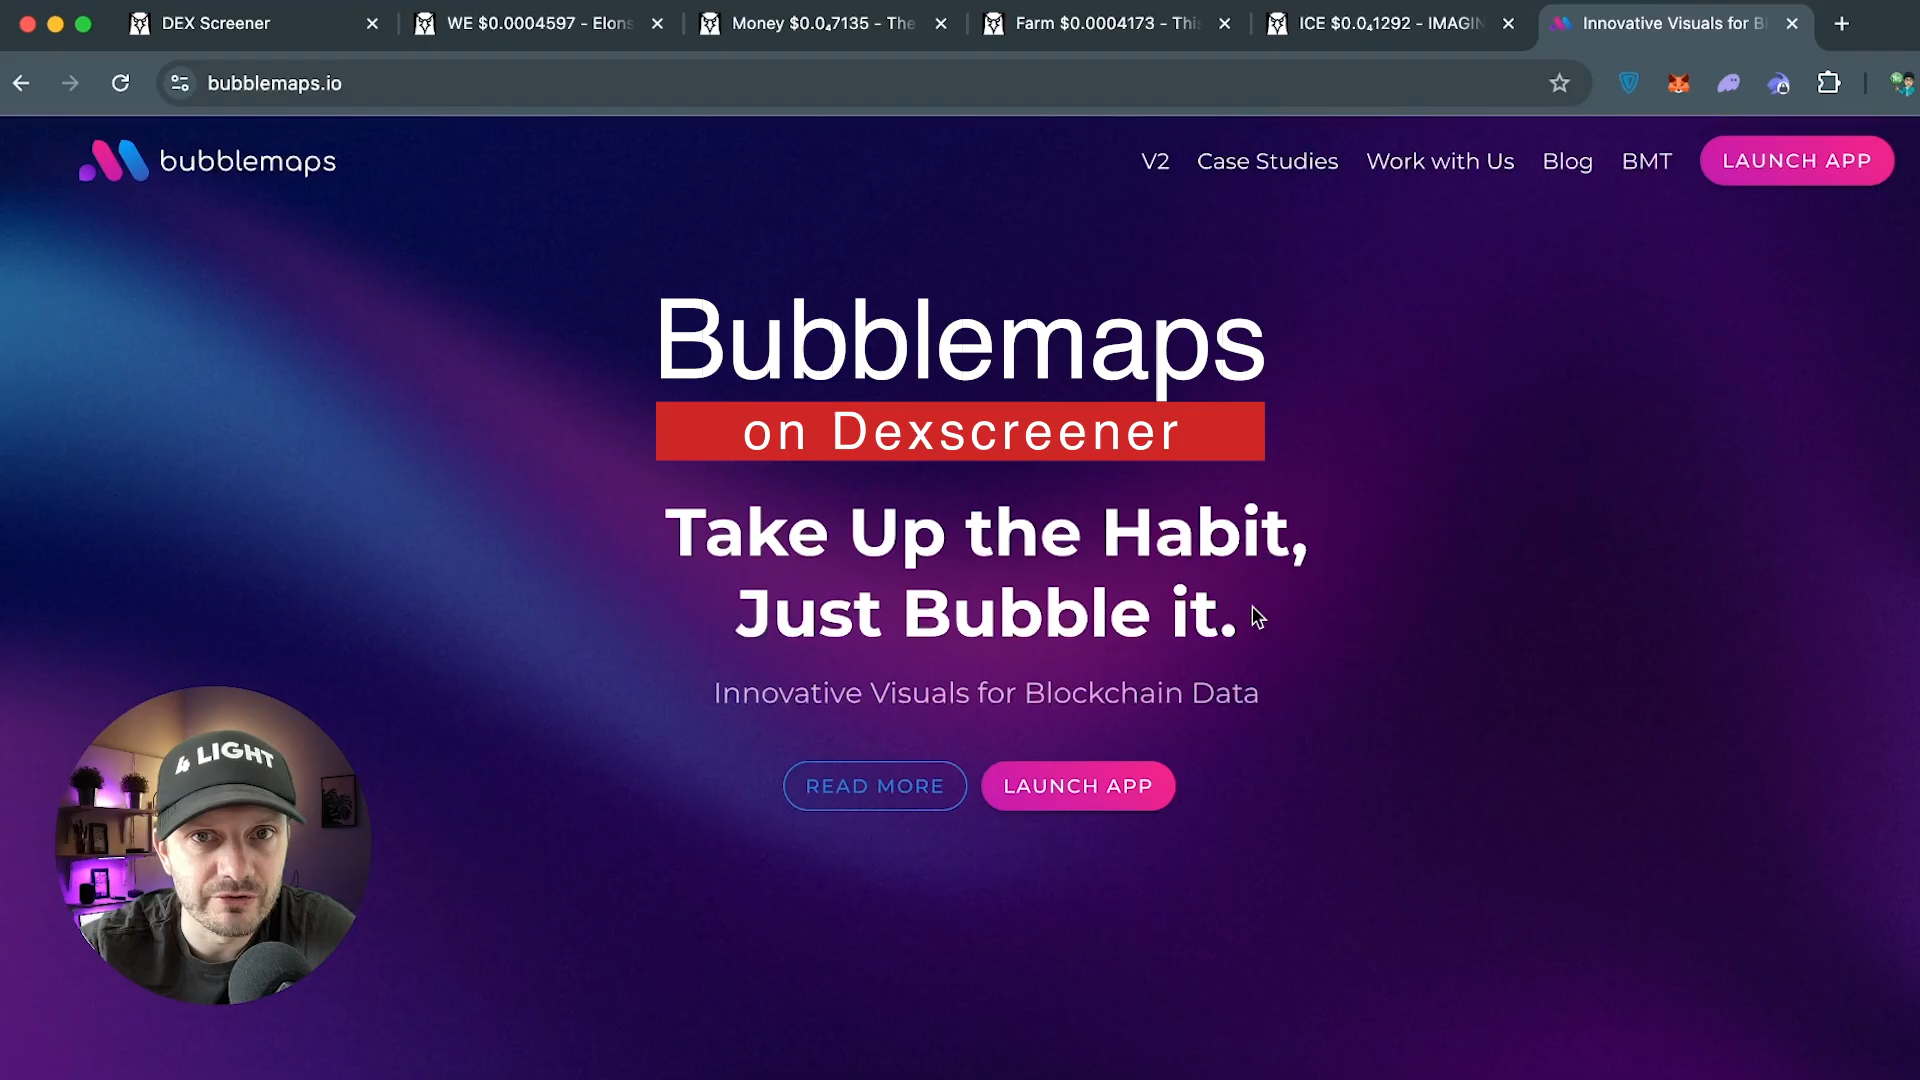 DEX Screener
WE $0.0004597 - Elons
Money $0.0₄7135 - The
Farm $0.0004173 - This
ICE $0.0₄1292 - IMAGIN
Innovative Visuals for B
bubblemaps.io
bubblemaps
V2
Case Studies
Work with Us
Blog
BMT
LAUNCH APP
Bubblemaps
on Dexscreener
Take Up the Habit,
Just Bubble it.
Innovative Visuals for Blockchain Data
READ MORE
LAUNCH APP
4 LIGHT